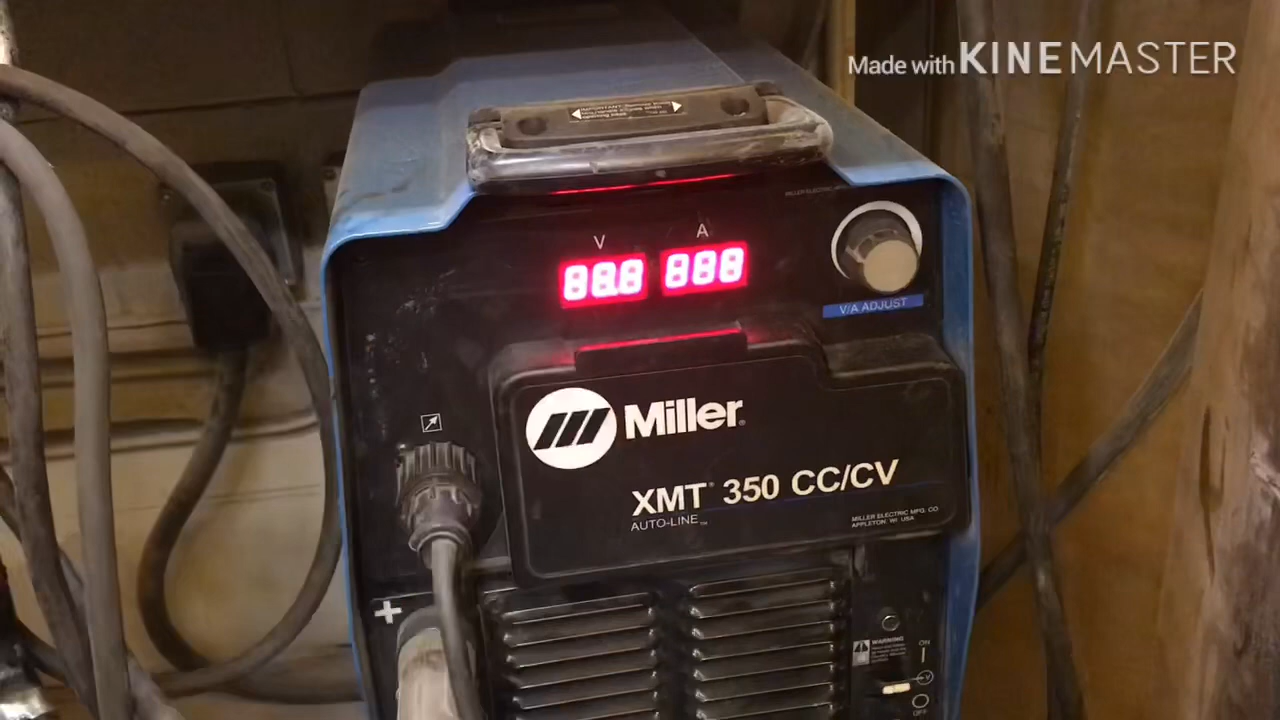 Made with KINEMASTER
V A
88.8 888
V/A ADJUST
Miller®
XMT® 350 CC/CV
AUTO-LINE™
MILLER ELECTRIC MFG. CO
APPLETON, WI. USA
+
WARNING
ON
OFF